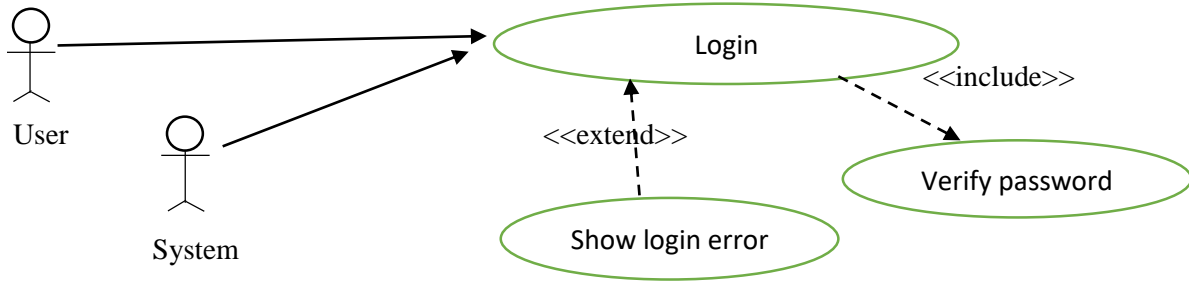 Login
<<include>>
User
<<extend>>
Verify password
Show login error
System